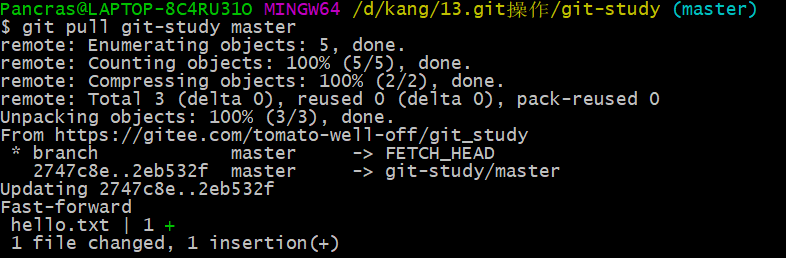 Pancras@LAPTOP-8C4RU31O MINGW64 /d/kang/13.git操作/git-study (master)
$ git pull git-study master
remote: Enumerating objects: 5, done.
remote: Counting objects: 100% (5/5), done.
remote: Compressing objects: 100% (2/2), done.
remote: Total 3 (delta 0), reused 0 (delta 0), pack-reused 0
Unpacking objects: 100% (3/3), done.
From https://gitee.com/tomato-well-off/git_study
 * branch            master     -> FETCH_HEAD
   2747c8e..2eb532f  master     -> git-study/master
Updating 2747c8e..2eb532f
Fast-forward
 hello.txt | 1 +
 1 file changed, 1 insertion(+)